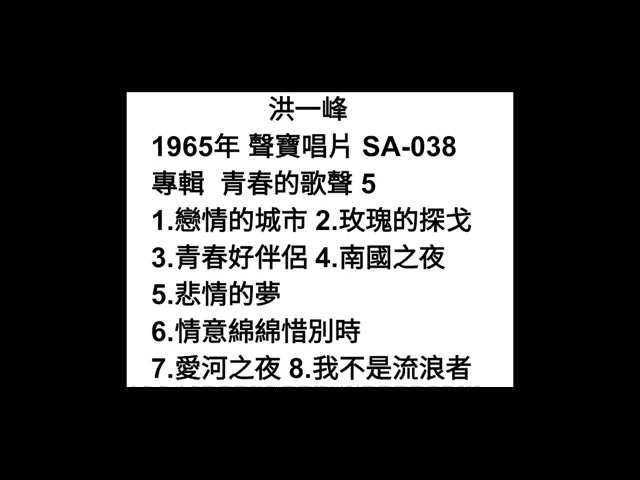 洪一峰
1965年 聲寶唱片 SA-038
專輯 青春的歌聲 5
1.戀情的城市 2.玫瑰的探戈
3.青春好伴侶 4.南國之夜
5.悲情的夢
6.情意綿綿惜別時
7.愛河之夜 8.我不是流浪者